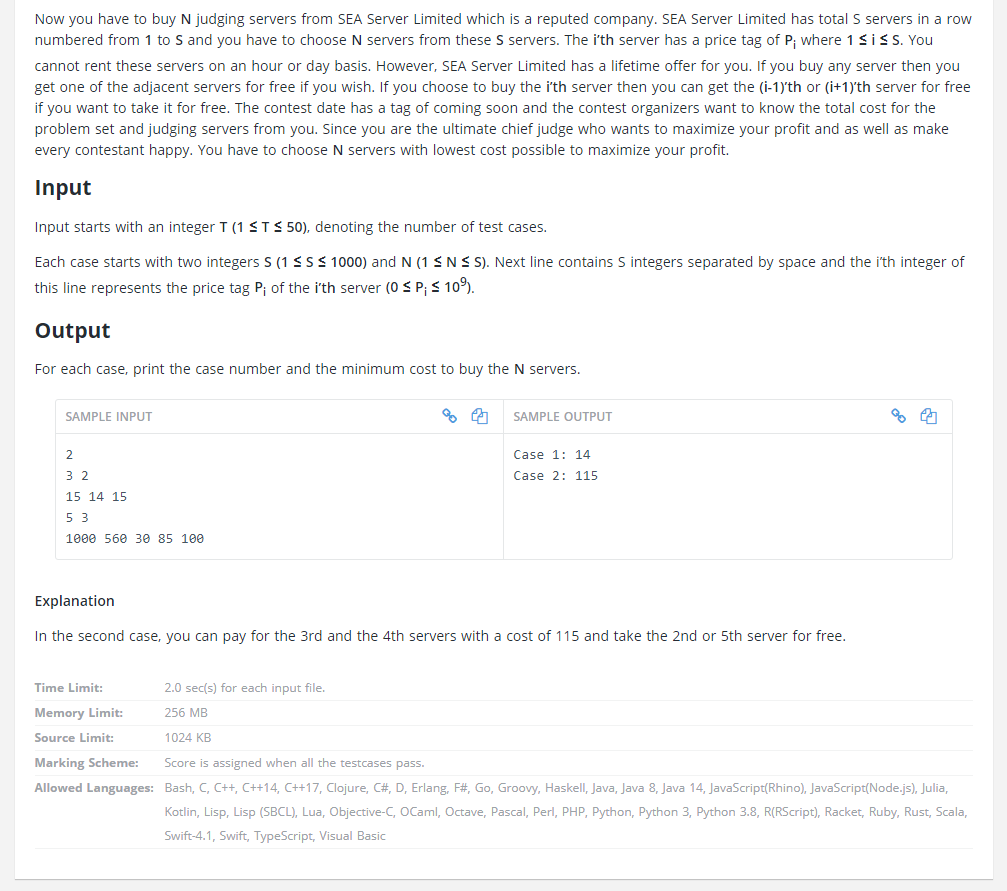 Now you have to buy N judging servers from SEA Server Limited which is a reputed company. SEA Server Limited has total S servers in a row
numbered from 1 to S and you have to choose N servers from these S servers. The i'th server has a price tag of Pi where 1 ≤ i ≤ S. You
cannot rent these servers on an hour or day basis. However, SEA Server Limited has a lifetime offer for you. If you buy any server then you
get one of the adjacent servers for free if you wish. If you choose to buy the i'th server then you can get the (i-1)'th or (i+1)'th server for free
if you want to take it for free. The contest date has a tag of coming soon and the contest organizers want to know the total cost for the
problem set and judging servers from you. Since you are the ultimate chief judge who wants to maximize your profit and as well as make
every contestant happy. You have to choose N servers with lowest cost possible to maximize your profit.
Input
Input starts with an integer T (1 ≤ T ≤ 50), denoting the number of test cases.
Each case starts with two integers S (1 ≤ S ≤ 1000) and N (1 ≤ N ≤ S). Next line contains S integers separated by space and the i'th integer of
this line represents the price tag Pi of the i'th server (0 ≤ Pi ≤ 10^9).
Output
For each case, print the case number and the minimum cost to buy the N servers.
SAMPLE INPUT
2
3 2
15 14 15
5 3
1000 560 30 85 100
SAMPLE OUTPUT
Case 1: 14
Case 2: 115
Explanation
In the second case, you can pay for the 3rd and the 4th servers with a cost of 115 and take the 2nd or 5th server for free.
Time Limit: 2.0 sec(s) for each input file.
Memory Limit: 256 MB
Source Limit: 1024 KB
Marking Scheme: Score is assigned when all the testcases pass.
Allowed Languages: Bash, C, C++, C++14, C++17, Clojure, C#, D, Erlang, F#, Go, Groovy, Haskell, Java, Java 8, Java 14, JavaScript(Rhino), JavaScript(Node.js), Julia,
Kotlin, Lisp, Lisp (SBCL), Lua, Objective-C, OCaml, Octave, Pascal, Perl, PHP, Python, Python 3, Python 3.8, R(RScript), Racket, Ruby, Rust, Scala,
Swift-4.1, Swift, TypeScript, Visual Basic